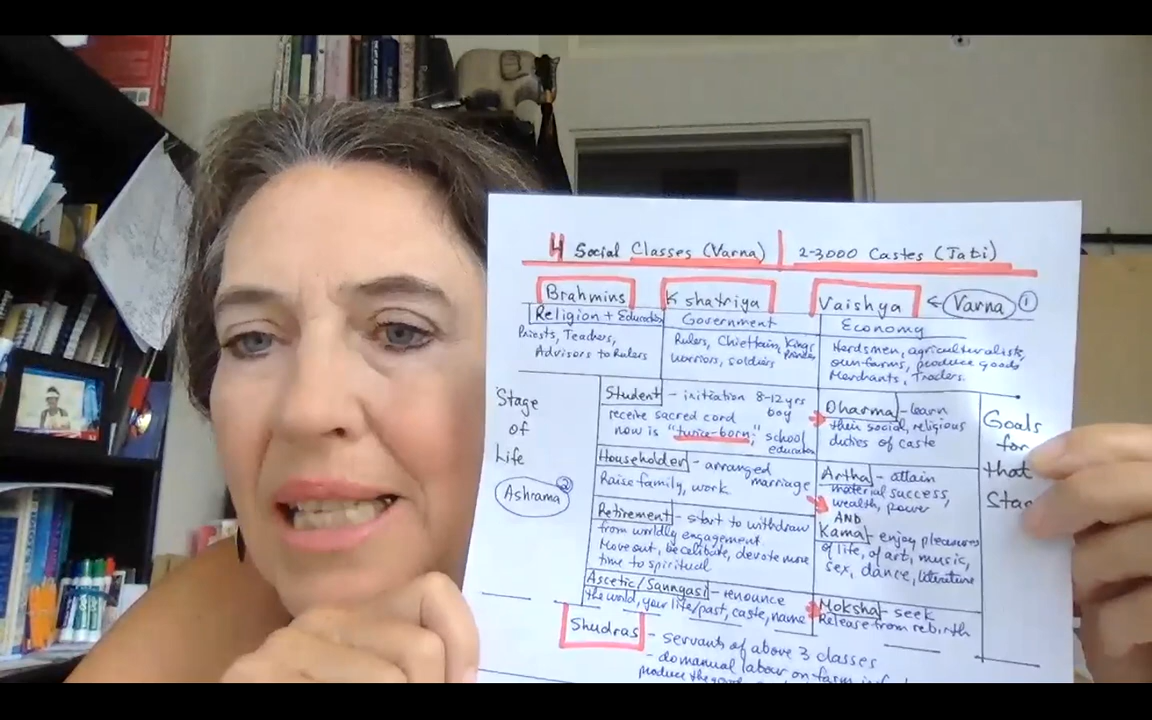 4 Social Classes (Varna) | 2-3000 Castes (Jati)
Brahmins
Kshatriya
Vaishya ← Varna ①
Religion + Education
Government
Economy
Priests, Teachers,
Advisors to Rulers
Rulers, Chieftain, Kings
warriors, soldiers
Herdsmen, agriculturalists,
own farms, produce goods
Merchants, Traders.
Stage
of
Life
Ashrama ②
Student - initiation 8-12 yrs
boy
receive sacred cord
now is "twice-born," school
education
Dharma - learn
their social, religious
duties of caste
Householder - arranged
marriage
Raise family, work
Artha - attain
material success,
wealth, power
AND
Kama - enjoy pleasures
of life, of art, music,
sex, dance, literature
Retirement - start to withdraw
from worldly engagement.
Move out, be celibate, devote more
time to spiritual
Ascetic/Sannyasi - renounce
the world, your life/past, caste, name
Moksha - seek
Release from rebirth
Goals
for
that
Shudras - servants of above 3 classes
- do manual labour on farm
produce the